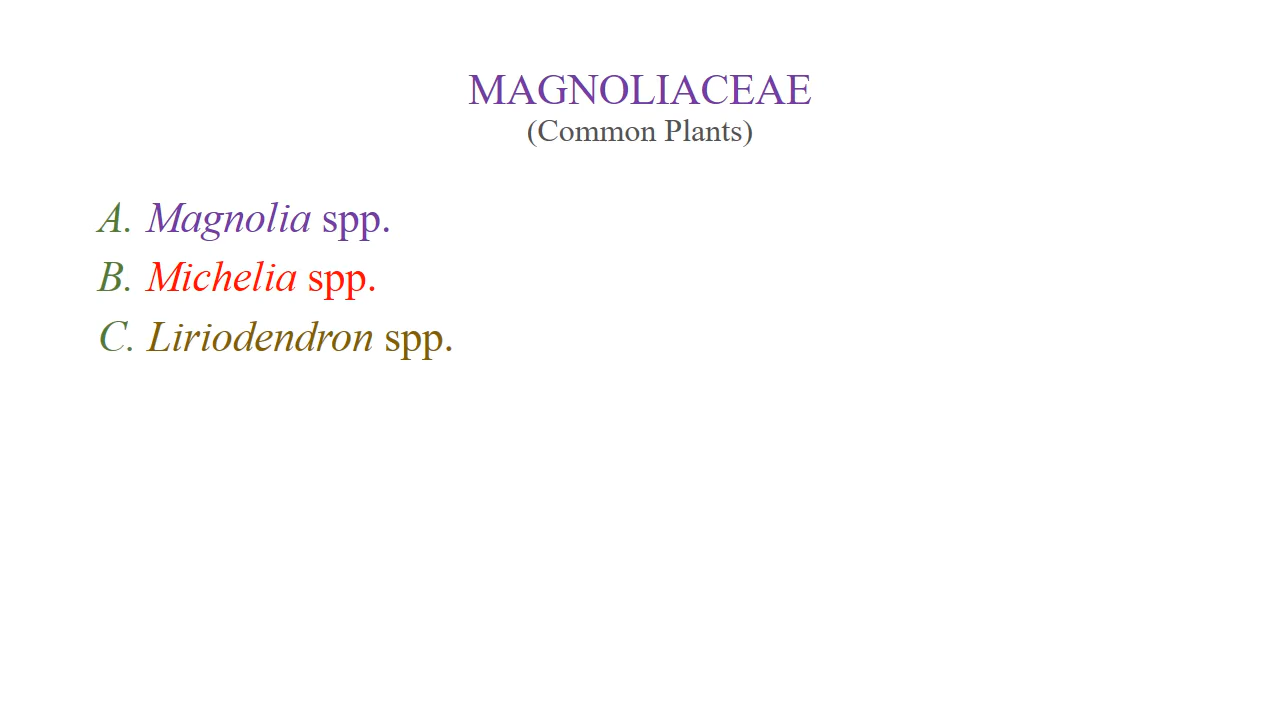 MAGNOLIACEAE
(Common Plants)
A. Magnolia spp.
B. Michelia spp.
C. Liriodendron spp.